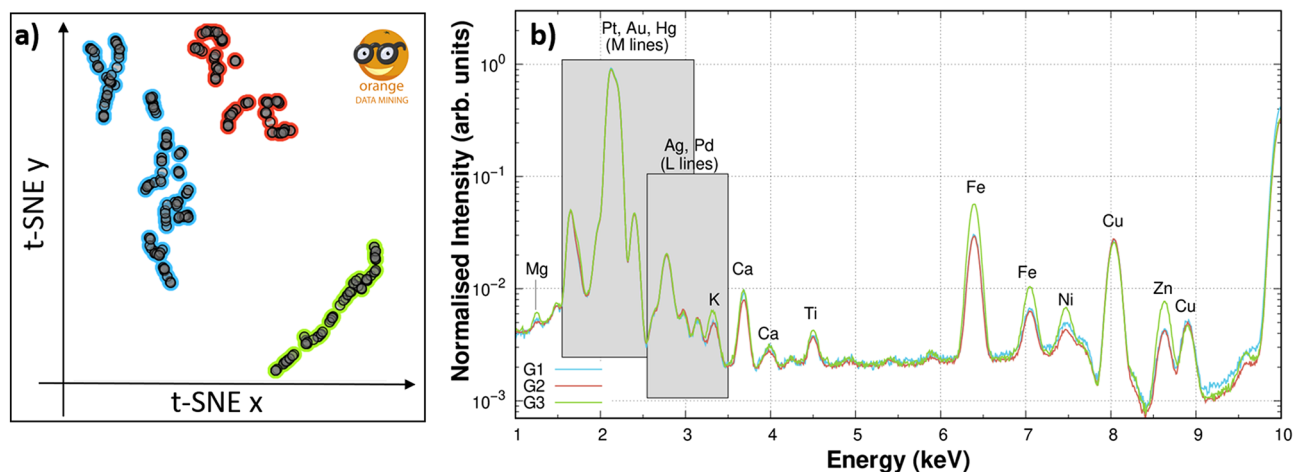 a)
t-SNE y
t-SNE x
orange
DATA MINING
b)
Normalised Intensity (arb. units)
10⁰
10⁻¹
10⁻²
10⁻³
Pt, Au, Hg
(M lines)
Ag, Pd
(L lines)
Mg
K
Ca
Ca
Ti
Fe
Fe
Ni
Cu
Zn
Cu
G1
G2
G3
1 2 3 4 5 6 7 8 9 10
Energy (keV)